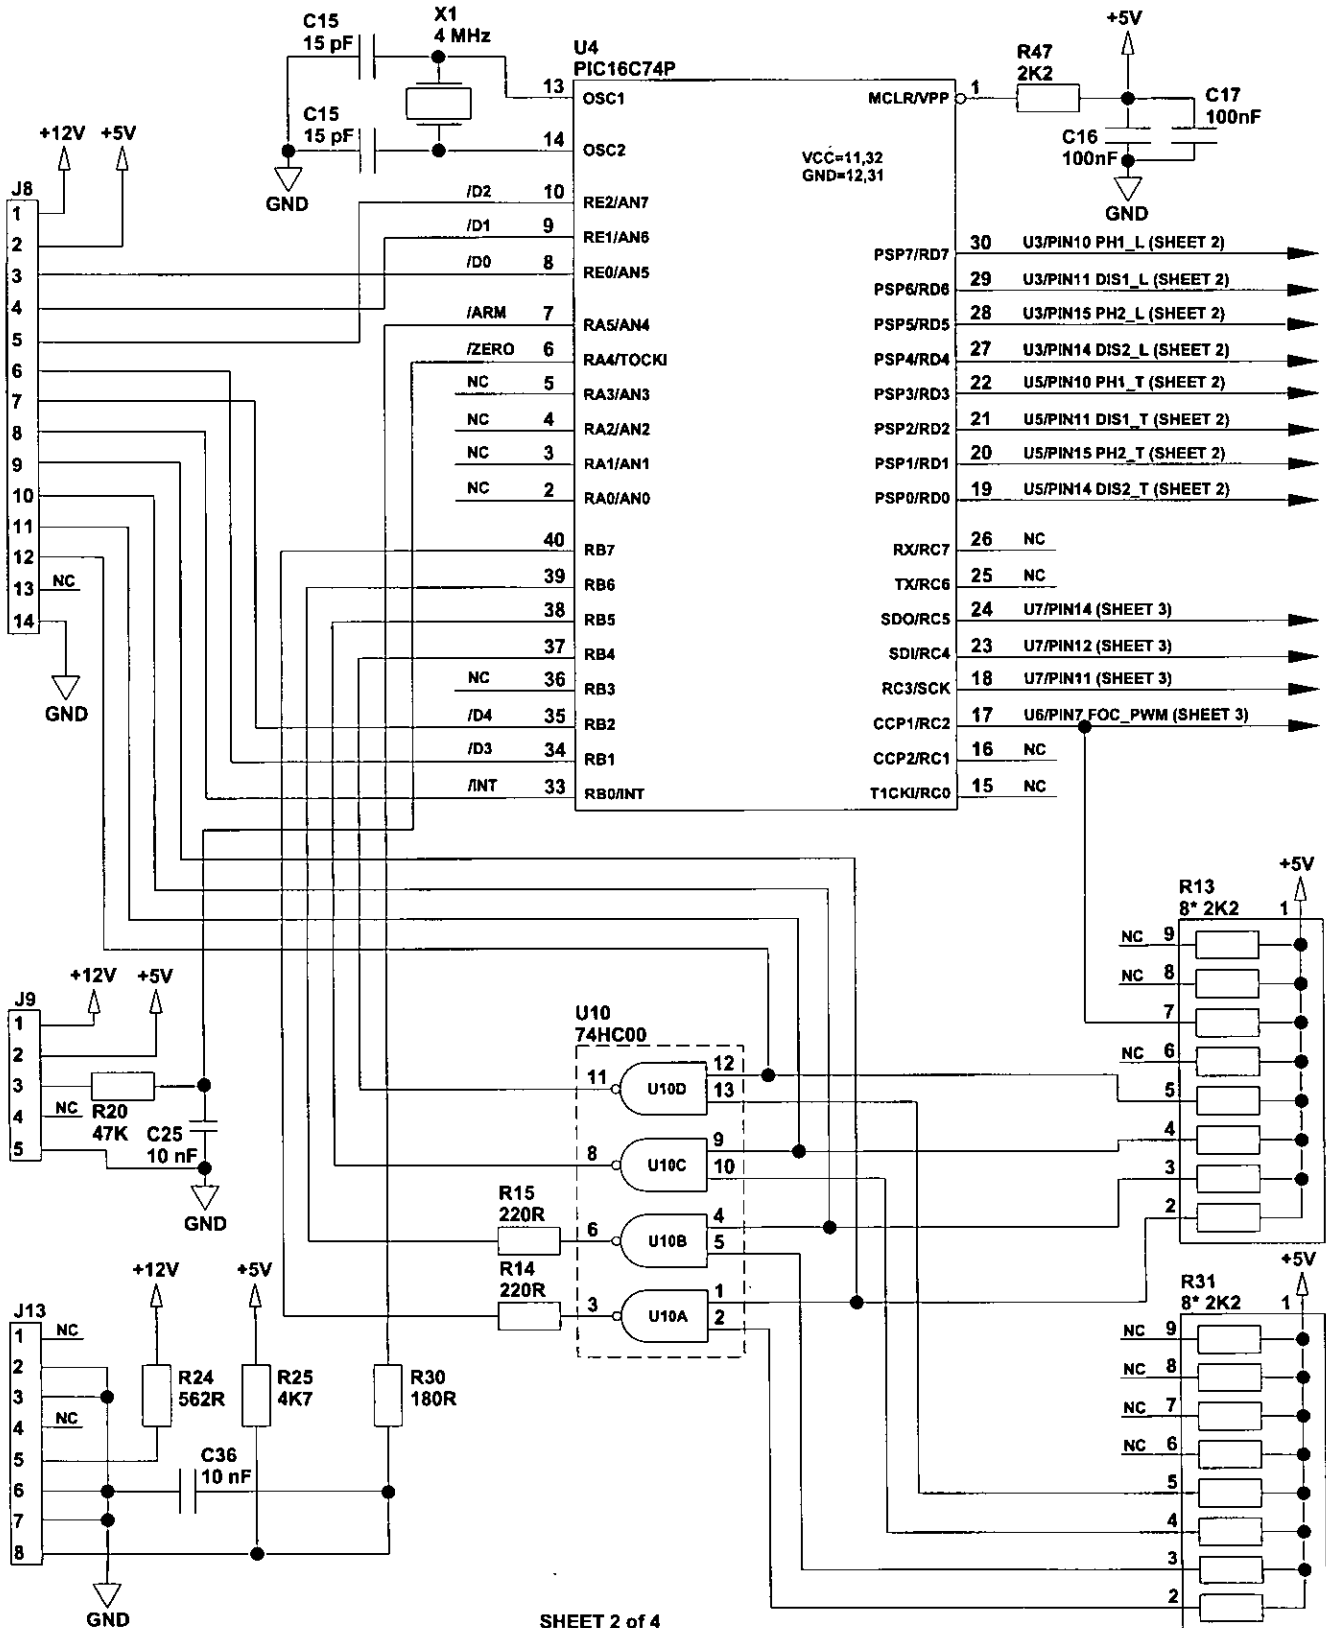 C15
15 pF
X1
4 MHz
C15
15 pF
GND
U4
PIC16C74P
VCC=11,32
GND=12,31
+5V
R47
2K2
C16
100nF
C17
100nF
GND
+12V
+5V
J8
1
2
3
4
5
6
7
8
9
10
11
12
13 NC
14
GND
13 OSC1
14 OSC2
/D2 10 RE2/AN7
/D1 9 RE1/AN6
/D0 8 RE0/AN5
/ARM 7 RA5/AN4
/ZERO 6 RA4/TOCKI
NC 5 RA3/AN3
NC 4 RA2/AN2
NC 3 RA1/AN1
NC 2 RA0/AN0
40 RB7
39 RB6
38 RB5
37 RB4
NC 36 RB3
/D4 35 RB2
/D3 34 RB1
/INT 33 RB0/INT
MCLR/VPP 1
PSP7/RD7 30 U3/PIN10 PH1_L (SHEET 2)
PSP6/RD6 29 U3/PIN11 DIS1_L (SHEET 2)
PSP5/RD5 28 U3/PIN15 PH2_L (SHEET 2)
PSP4/RD4 27 U3/PIN14 DIS2_L (SHEET 2)
PSP3/RD3 22 U5/PIN10 PH1_T (SHEET 2)
PSP2/RD2 21 U5/PIN11 DIS1_T (SHEET 2)
PSP1/RD1 20 U5/PIN15 PH2_T (SHEET 2)
PSP0/RD0 19 U5/PIN14 DIS2_T (SHEET 2)
RX/RC7 26 NC
TX/RC6 25 NC
SDO/RC5 24 U7/PIN14 (SHEET 3)
SDI/RC4 23 U7/PIN12 (SHEET 3)
RC3/SCK 18 U7/PIN11 (SHEET 3)
CCP1/RC2 17 U6/PIN7 FOC_PWM (SHEET 3)
CCP2/RC1 16 NC
T1CKI/RC0 15 NC
+12V
+5V
J9
1
2
3
4 NC
5
R20
47K
C25
10 nF
GND
U10
74HC00
11 U10D 12
13
8 U10C 9
10
R15
220R
6 U10B 4
5
R14
220R
3 U10A 1
2
+5V
R13
8* 2K2 1
NC 9
NC 8
7
NC 6
5
4
3
2
+5V
R31
8* 2K2 1
NC 9
NC 8
NC 7
NC 6
5
4
3
2
J13
1 NC
2
3
4 NC
5
6
7
8
+12V
R24
562R
+5V
R25
4K7
R30
180R
C36
10 nF
GND
SHEET 2 of 4